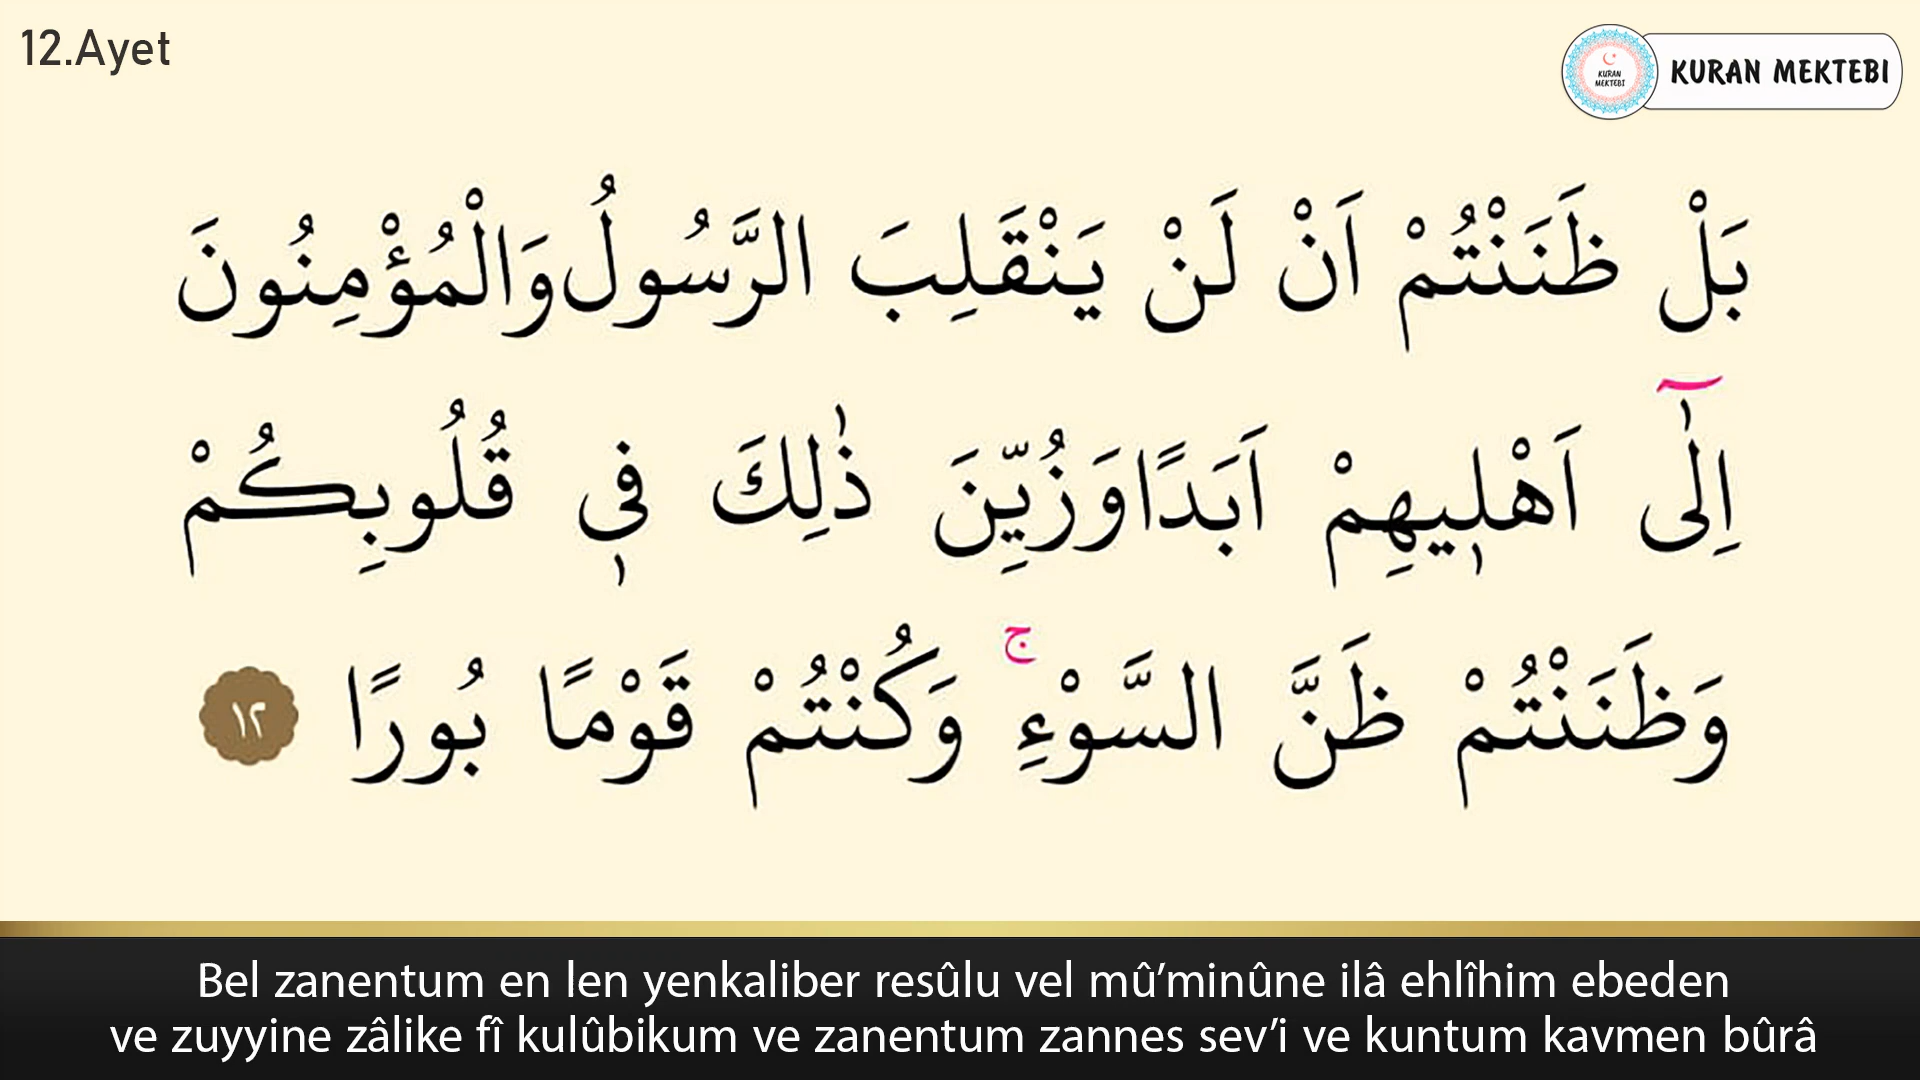 12.Ayet
KURAN MEKTEBI
KURAN
MEKTEBI
بَلْ ظَنَنْتُمْ اَنْ لَنْ يَنْقَلِبَ الرَّسُولُ وَالْمُؤْمِنُونَ
اِلٰٓى اَهْل۪يهِمْ اَبَدًا وَزُيِّنَ ذٰلِكَ ف۪ي قُلُوبِكُمْ
وَظَنَنْتُمْ ظَنَّ السَّوْءِۚ وَكُنْتُمْ قَوْمًا بُورًا ١٢
Bel zanentum en len yenkaliber resûlu vel mû’minûne ilâ ehlîhim ebeden
ve zuyyine zâlike fî kulûbikum ve zanentum zannes sev’i ve kuntum kavmen bûrâ